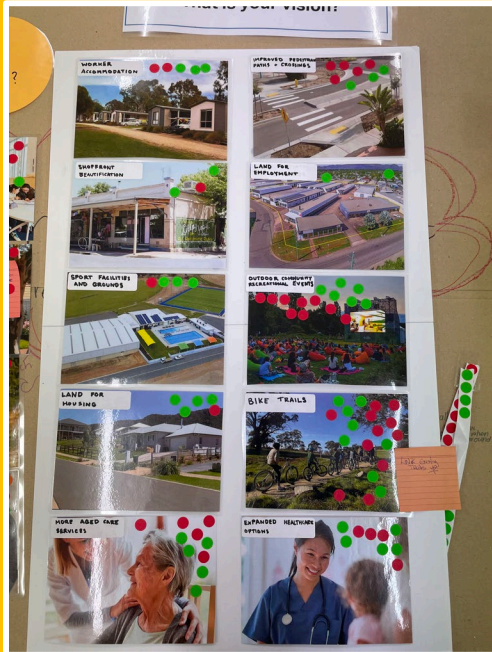 What is your vision?
?
WORKER
ACCOMMODATION
IMPROVED PEDESTRIAN
PATHS + CROSSINGS
SHOPFRONT
BEAUTIFICATION
LAND FOR
EMPLOYMENT
SPORT FACILITIES
AND GROUNDS
OUTDOOR COMMUNITY
RECREATIONAL EVENTS
LAND FOR
HOUSING
BIKE TRAILS
MORE AGED CARE
SERVICES
EXPANDED HEALTHCARE
OPTIONS